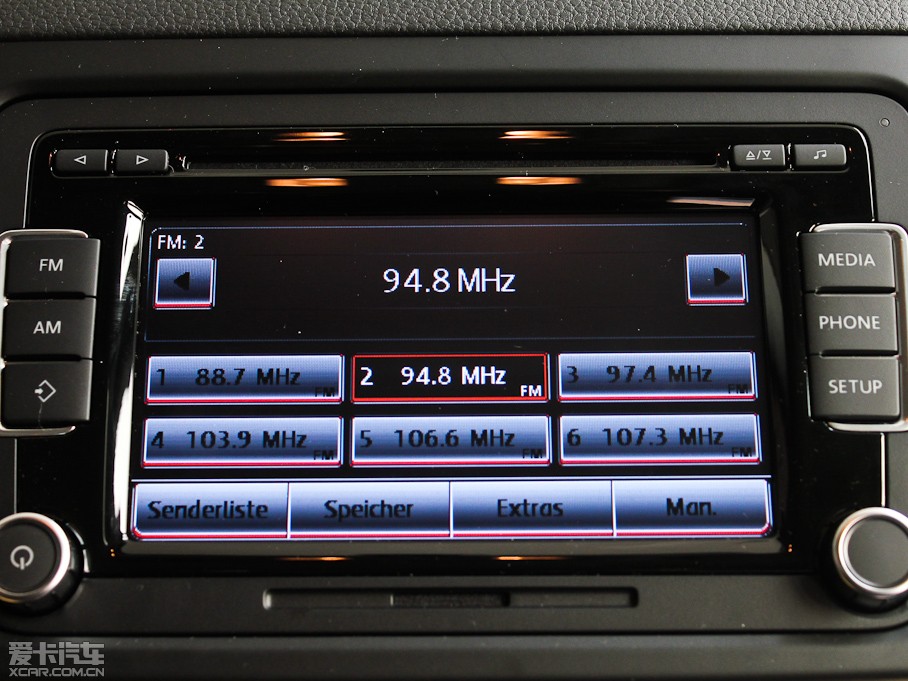 FM: 2
94.8 MHz
FM
AM
MEDIA
PHONE
SETUP
1 88.7 MHz FM
2 94.8 MHz FM
3 97.4 MHz FM
4 103.9 MHz FM
5 106.6 MHz FM
6 107.3 MHz FM
Senderliste
Speicher
Extras
Man.
爱卡汽车
XCAR.COM.CN